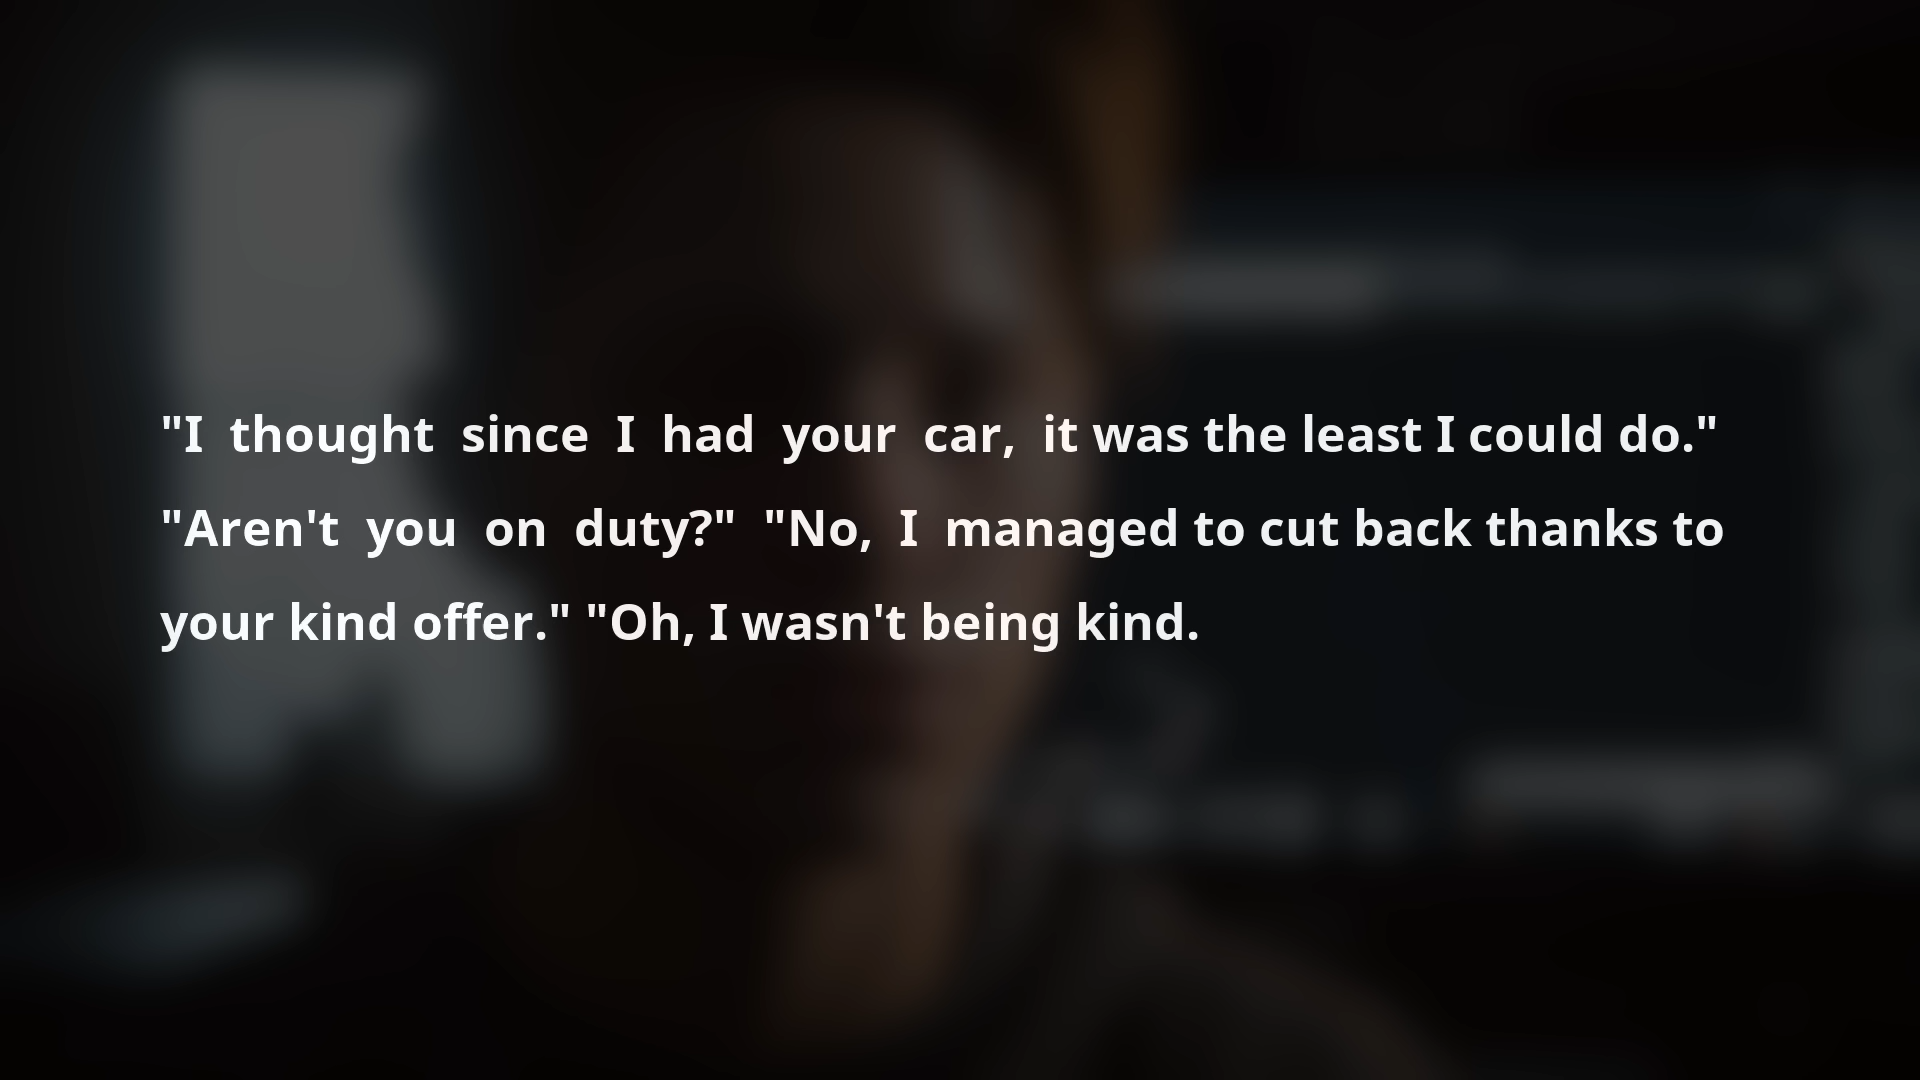 "I thought since I had your car, it was the least I could do."
"Aren't you on duty?" "No, I managed to cut back thanks to
your kind offer." "Oh, I wasn't being kind.